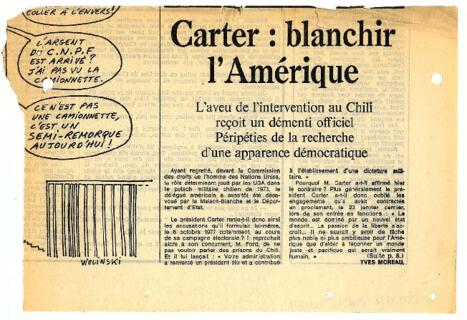 COLLER À L'ENVERS!
L'ARGENT
DU C.N.P.F.
EST ARRIVÉ?
J'AI PAS VU LA
CAMIONNETTE.
CE N'EST PAS
UNE CAMIONNETTE,
C'EST UN
SEMI-REMORQUE
AUJOURD'HUI!
WOLINSKI
Carter : blanchir
l'Amérique
L'aveu de l'intervention au Chili
reçoit un démenti officiel
Péripéties de la recherche
d'une apparence démocratique
Ayant regretté, devant la Commission
des droits de l'homme des Nations Unies,
le rôle déterminant joué par les USA dans
le putsch militaire chilien de 1973, le
délégué américain a aussitôt été désa-
voué par la Maison-Blanche et le Dépar-
tement d'Etat.
Le président Carter renie-t-il donc ainsi
les accusations qu'il formulait lui-même,
le 6 octobre 1977 notamment au cours
de sa campagne électorale ? Il reprochait
alors à son concurrent, M. Ford, de ne
pas vouloir parler des prisons du Chili.
Et il lui lançait : « Votre administration
a renversé un président élu et a contribué
à l'établissement d'une dictature mili-
taire. »
Pourquoi M. Carter a-t-il affirmé hier
le contraire ? Plus généralement le prési-
dent Carter a-t-il donc oublié les
engagements qu'il avait contractés
en proclamant, le 23 janvier dernier,
lors de son entrée en fonctions : « Le
monde est dominé par un nouvel état
d'esprit... La passion de la liberté s'ac-
croît... Il ne saurait y avoir de tâche
plus noble ni plus ambitieuse pour l'Amé-
rique que d'aider à façonner un monde juste
et pacifique qui serait vraiment
humain. » (Suite p. 8.)
YVES MOREAU.